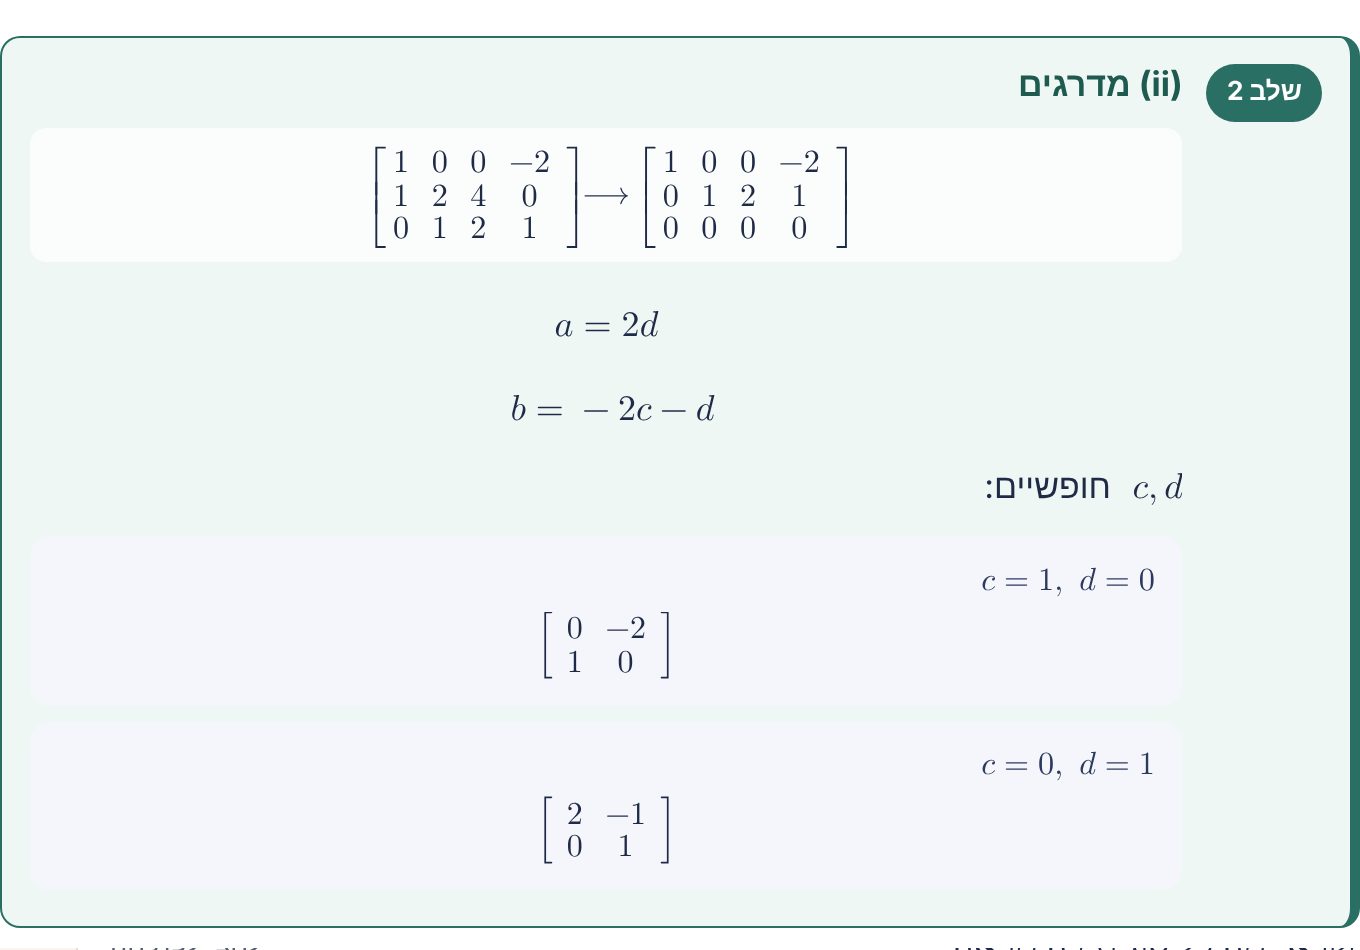 שלב 2
(ii) מדרגים
[ 1 0 0 −2 ] ⟶ [ 1 0 0 −2 ]
[ 1 2 4 0 ] [ 0 1 2 1 ]
[ 0 1 2 1 ] [ 0 0 0 0 ]
a = 2d
b = − 2c − d
c, d חופשיים:
c = 1, d = 0
[ 0 −2 ]
[ 1 0 ]
c = 0, d = 1
[ 2 −1 ]
[ 0 1 ]